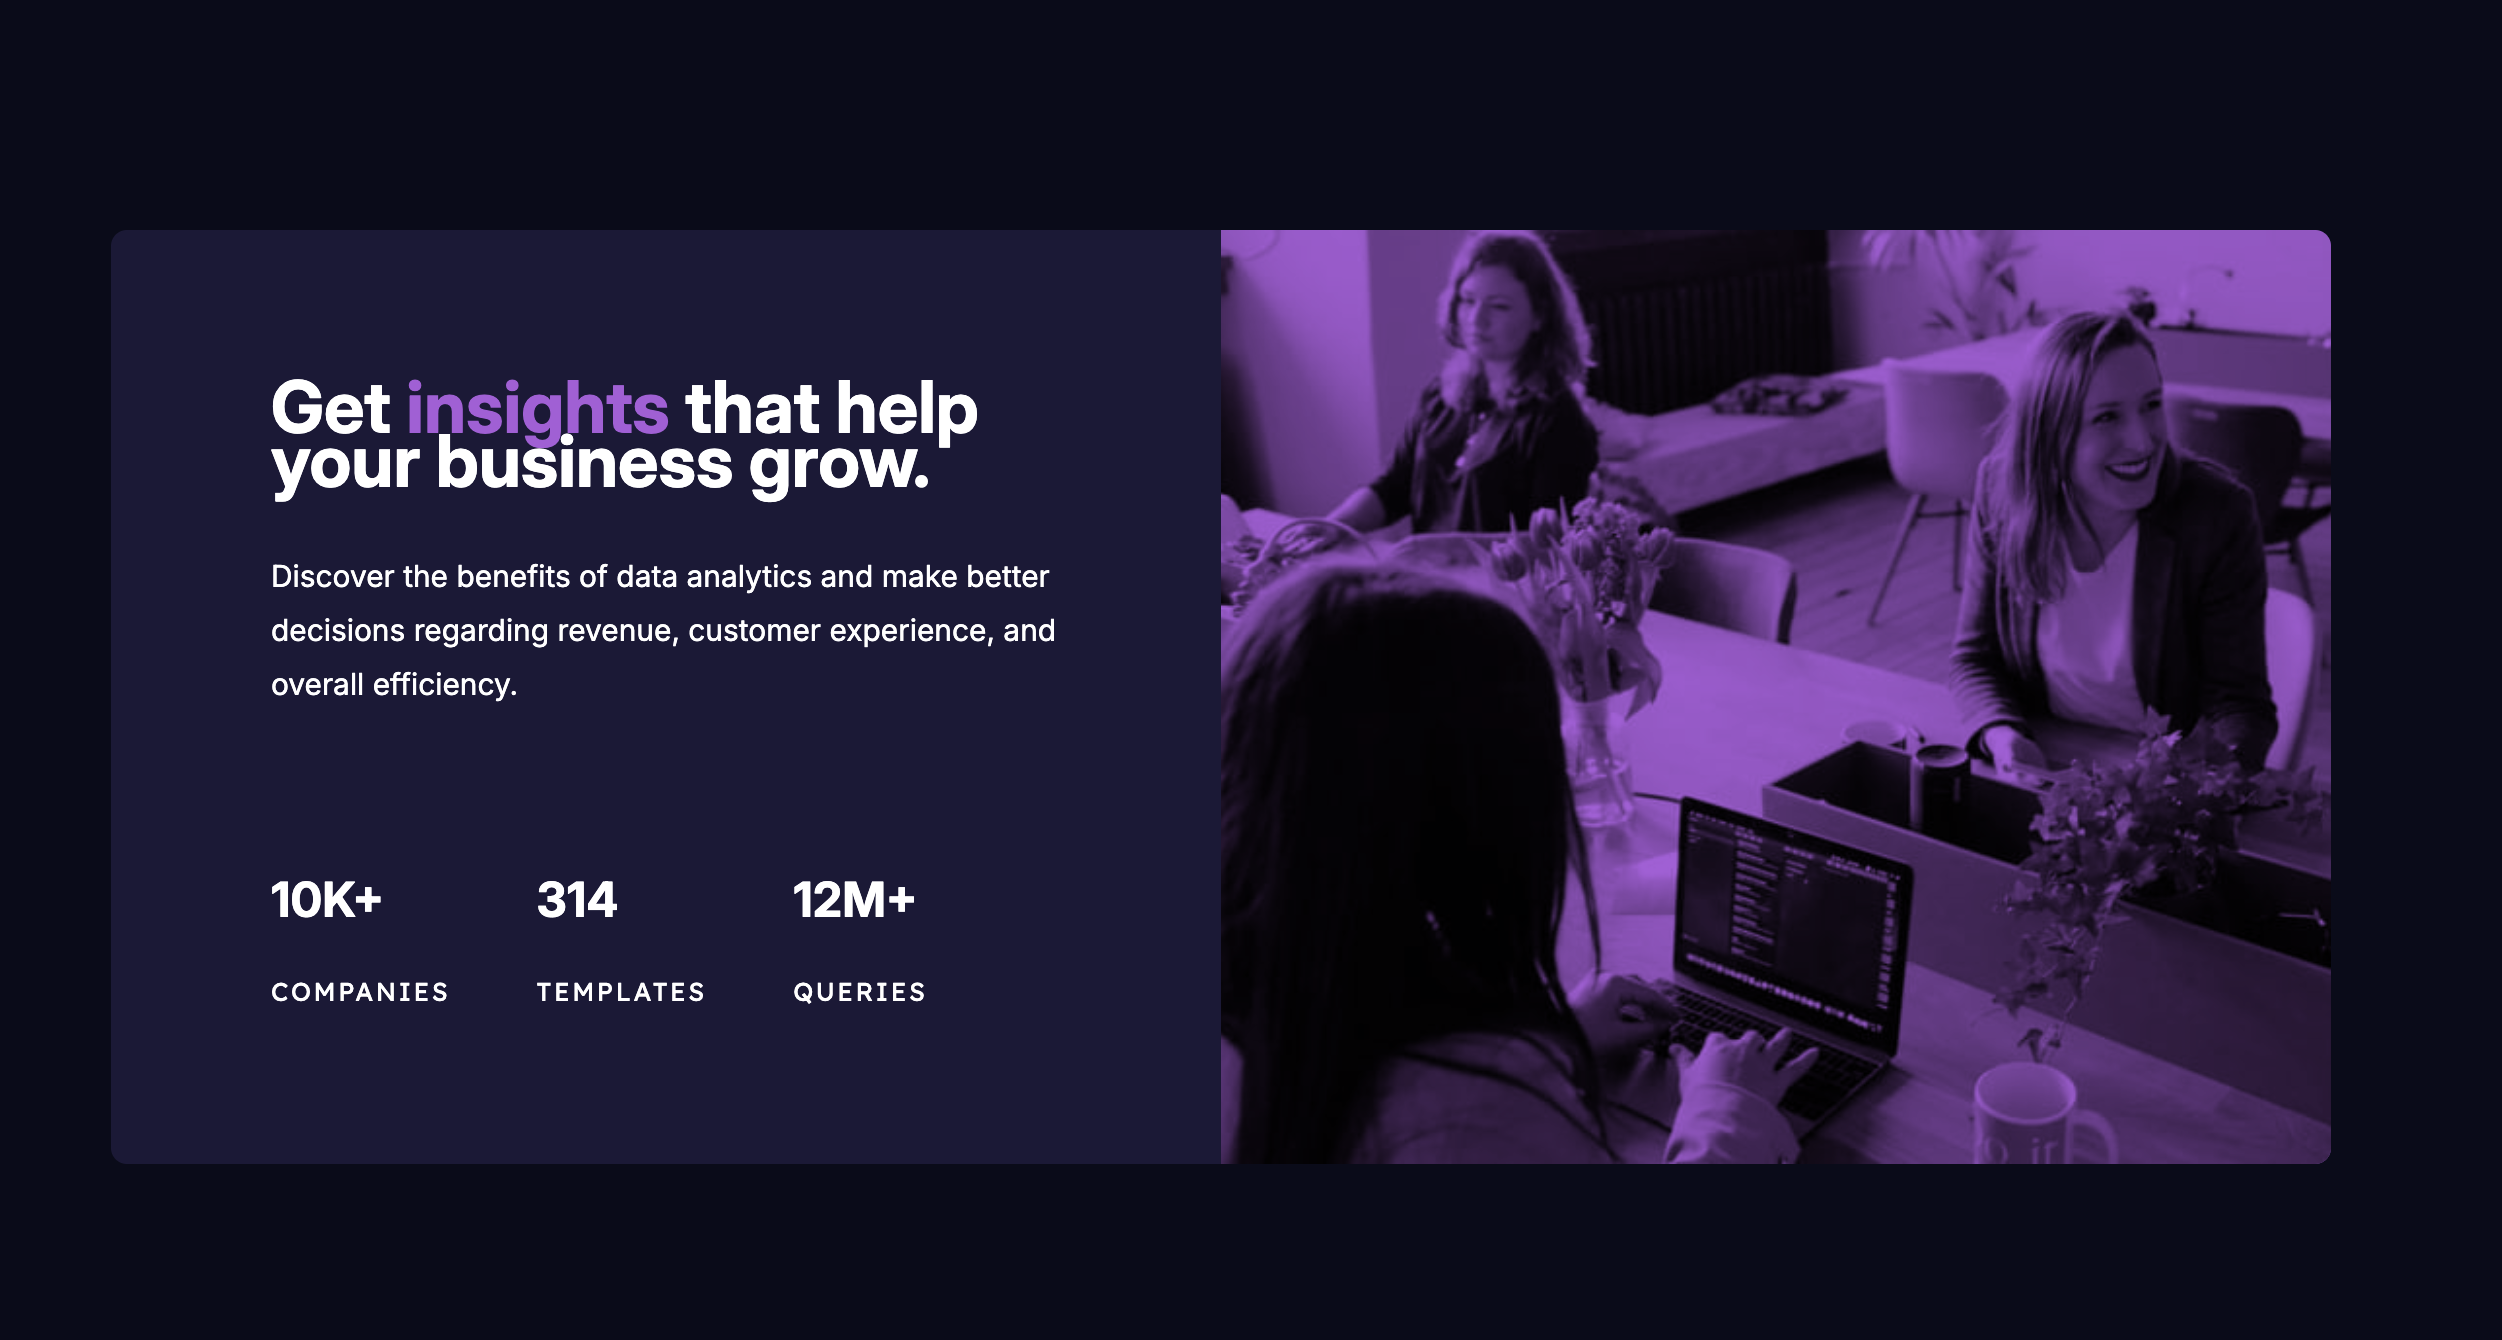 Get insights that help
your business grow.
Discover the benefits of data analytics and make better
decisions regarding revenue, customer experience, and
overall efficiency.
10K+ 314 12M+
COMPANIES TEMPLATES QUERIES